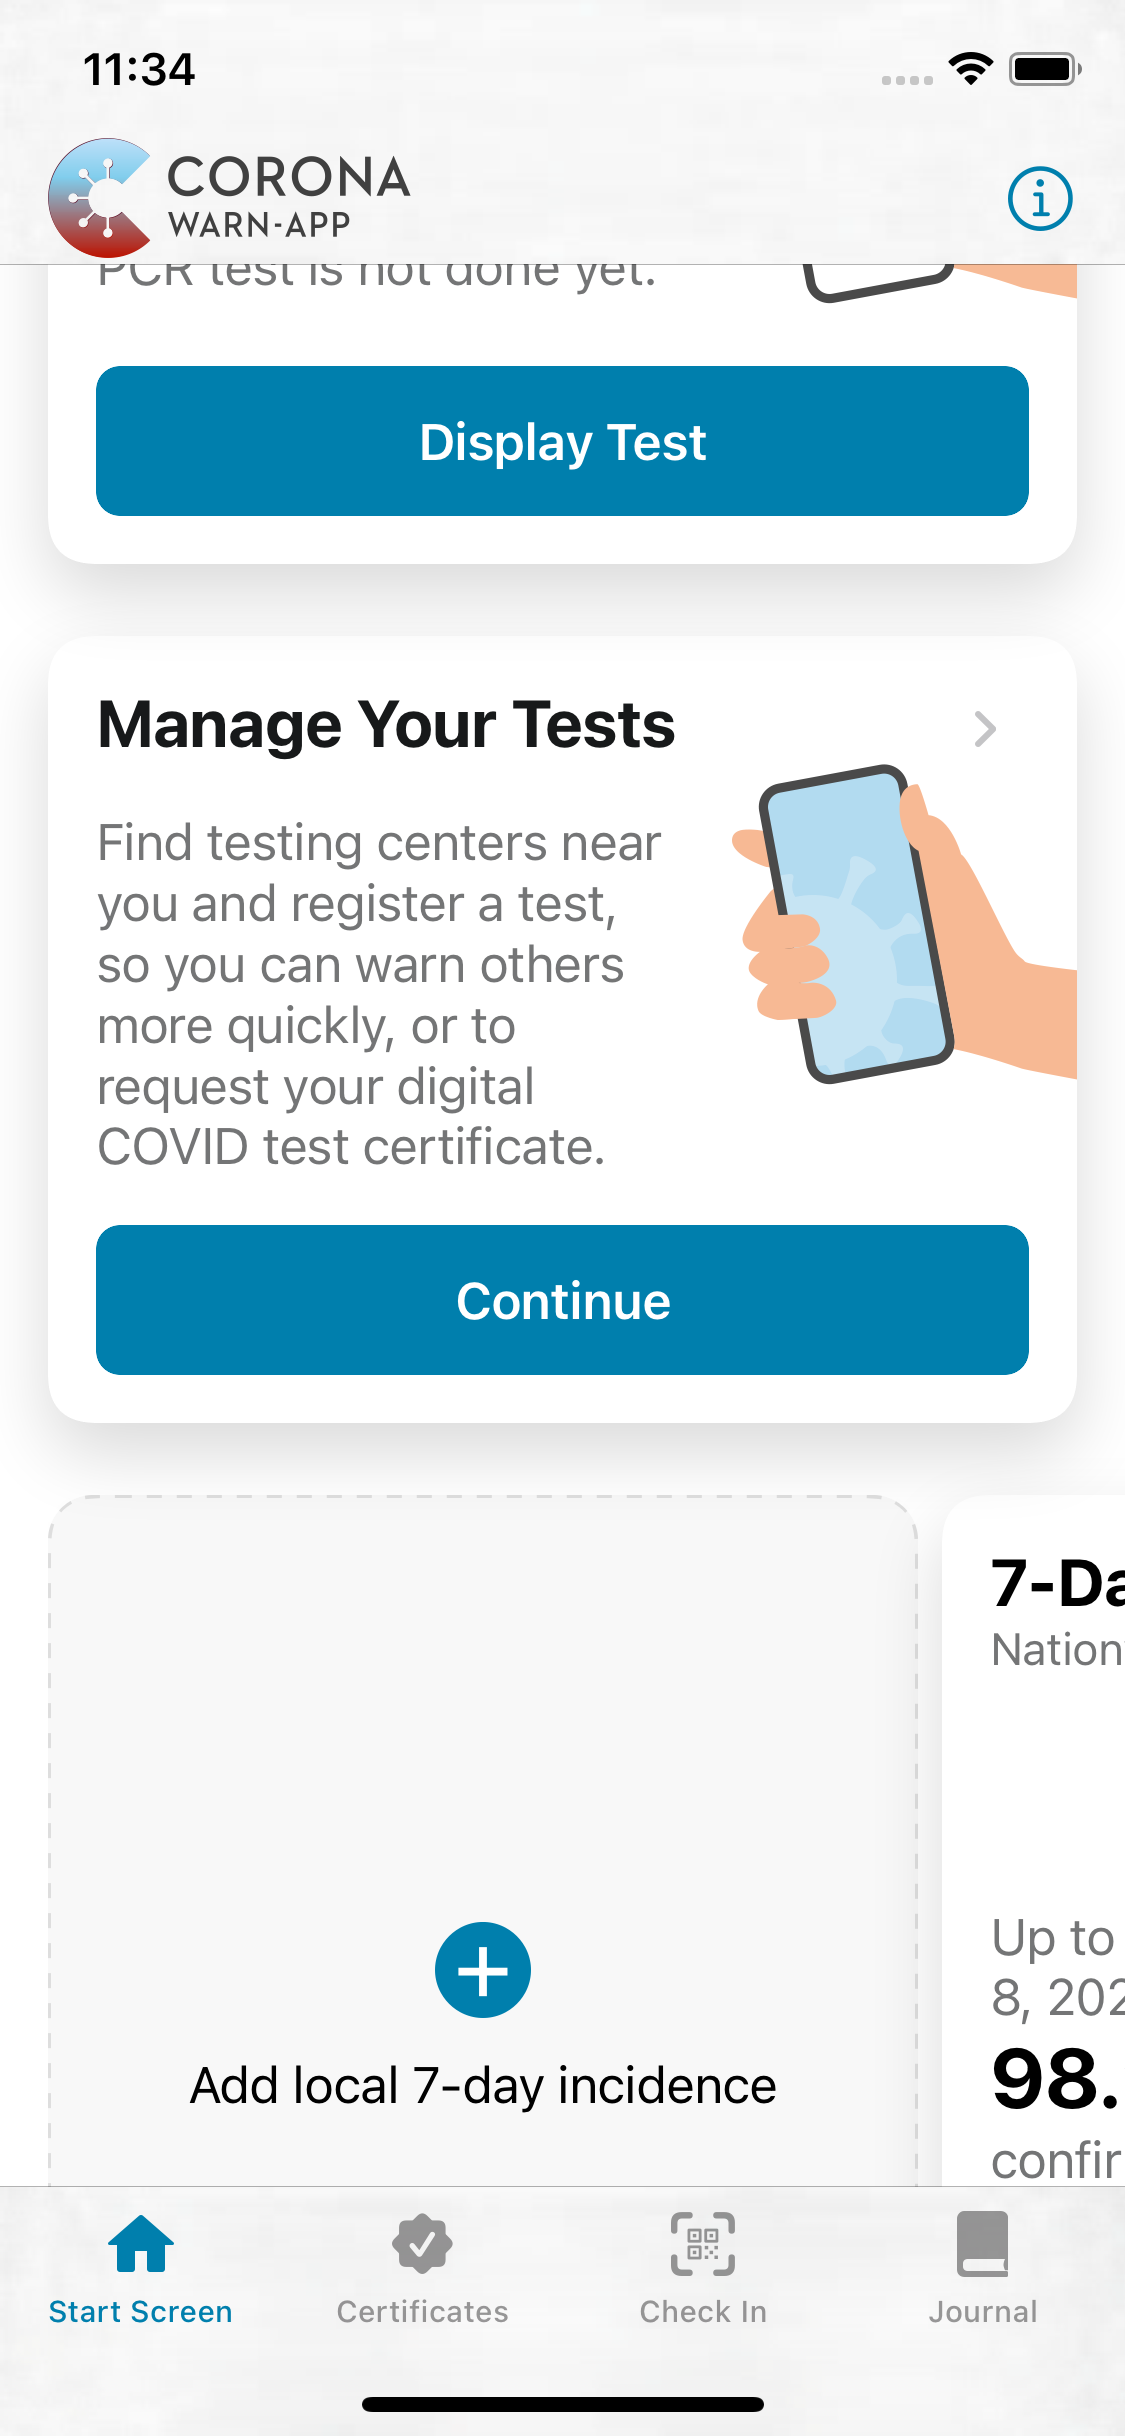 11:34
CORONA
WARN-APP
PCR test is not done yet.
Display Test
Manage Your Tests
Find testing centers near
you and register a test,
so you can warn others
more quickly, or to
request your digital
COVID test certificate.
Continue
7-Da
Nation
Up to
8, 202
98.
confir
Add local 7-day incidence
Start Screen
Certificates
Check In
Journal